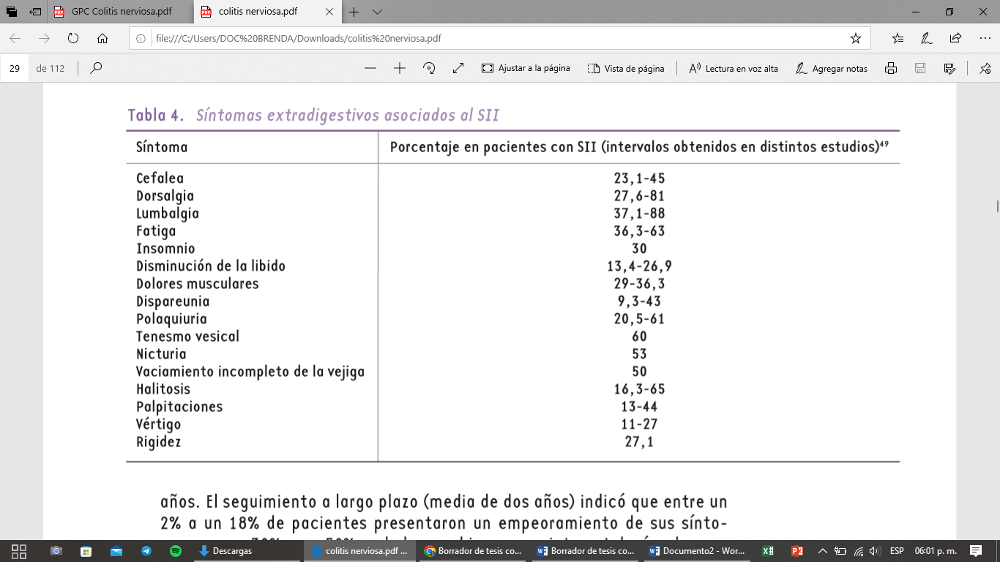 GPC Colitis nerviosa.pdf
colitis nerviosa.pdf
file:///C:/Users/DOC%20BRENDA/Downloads/colitis%20nerviosa.pdf
29 de 112
Ajustar a la página
Vista de página
Lectura en voz alta
Agregar notas
Tabla 4. Síntomas extradigestivos asociados al SII
Síntoma Porcentaje en pacientes con SII (intervalos obtenidos en distintos estudios)⁴⁹
Cefalea 23,1-45
Dorsalgia 27,6-81
Lumbalgia 37,1-88
Fatiga 36,3-63
Insomnio 30
Disminución de la libido 13,4-26,9
Dolores musculares 29-36,3
Dispareunia 9,3-43
Polaquiuria 20,5-61
Tenesmo vesical 60
Nicturia 53
Vaciamiento incompleto de la vejiga 50
Halitosis 16,3-65
Palpitaciones 13-44
Vértigo 11-27
Rigidez 27,1
años. El seguimiento a largo plazo (media de dos años) indicó que entre un
2% a un 18% de pacientes presentaron un empeoramiento de sus sínto-
Descargas
colitis nerviosa.pdf ...
Borrador de tesis co...
Borrador de tesis co...
Documento2 - Wor...
ESP
06:01 p. m.